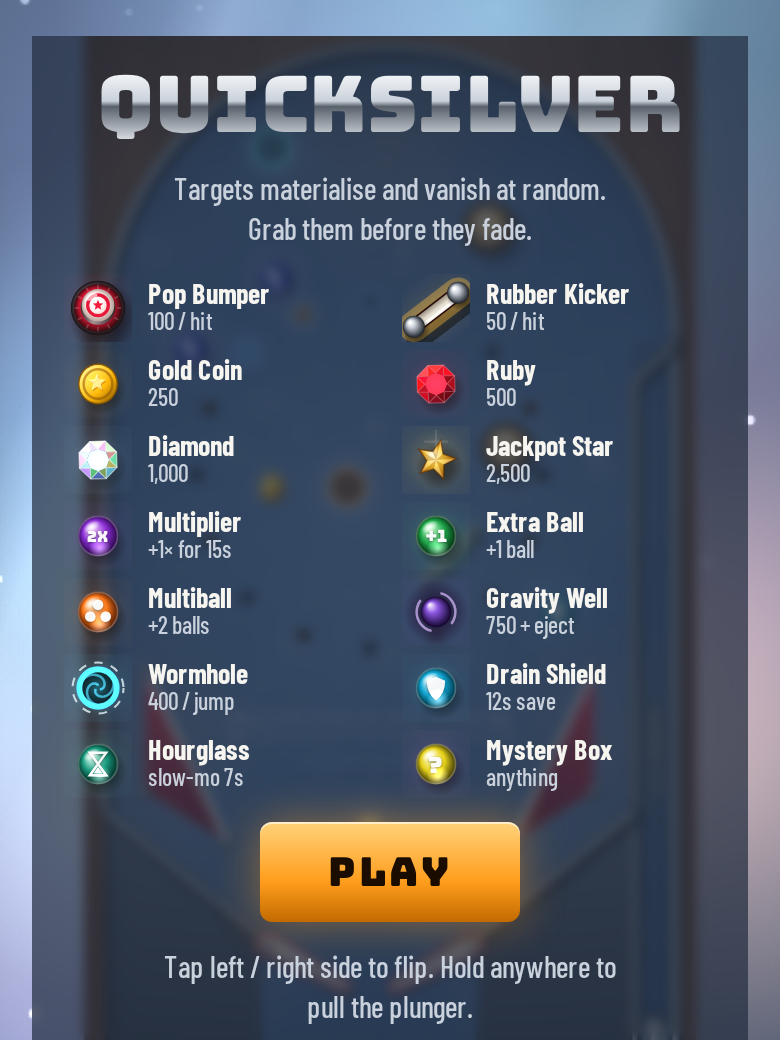 QUICKSILVER
Targets materialise and vanish at random.
Grab them before they fade.
Pop Bumper
100 / hit
Rubber Kicker
50 / hit
Gold Coin
250
Ruby
500
Diamond
1,000
Jackpot Star
2,500
2X
Multiplier
+1× for 15s
+1
Extra Ball
+1 ball
Multiball
+2 balls
Gravity Well
750 + eject
Wormhole
400 / jump
Drain Shield
12s save
Hourglass
slow-mo 7s
?
Mystery Box
anything
PLAY
Tap left / right side to flip. Hold anywhere to
pull the plunger.